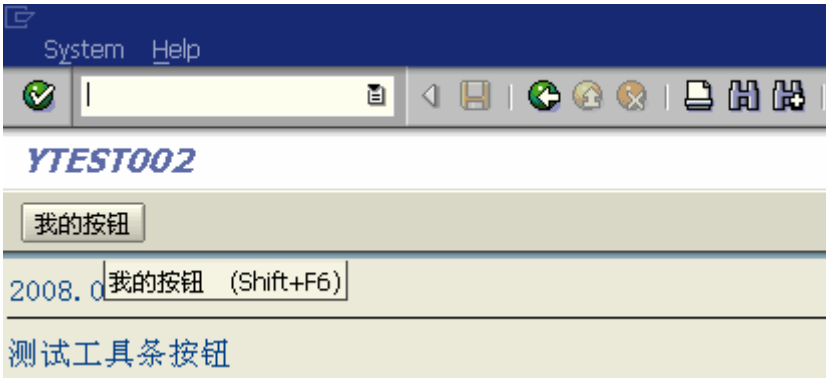 System Help
YTEST002
我的按钮
我的按钮 (Shift+F6)
2008.0
测试工具条按钮